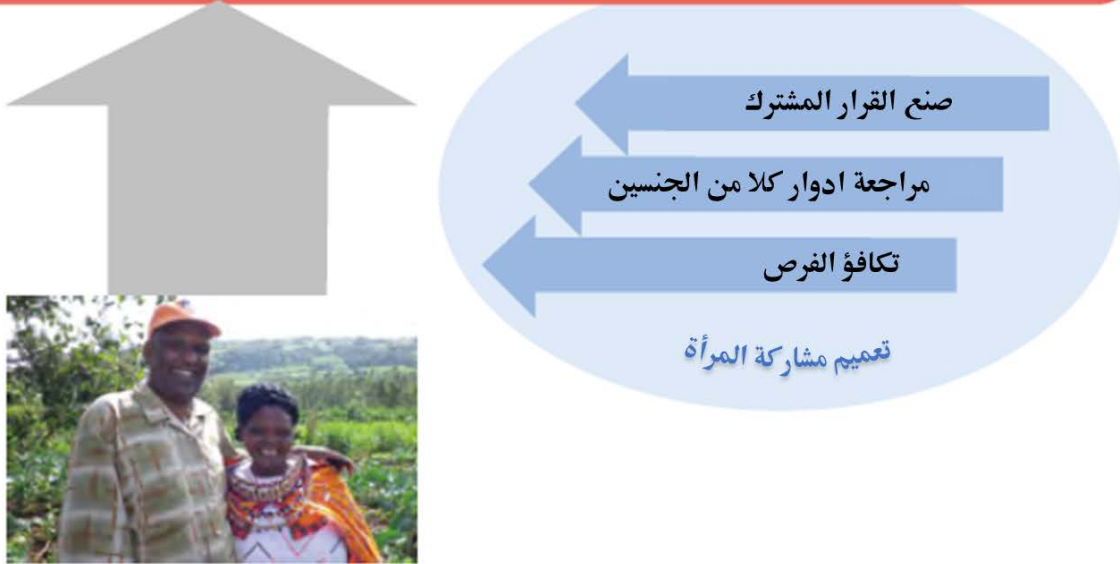 صنع القرار المشترك
مراجعة ادوار كلا من الجنسين
تكافؤ الفرص
تعميم مشاركة المرأة